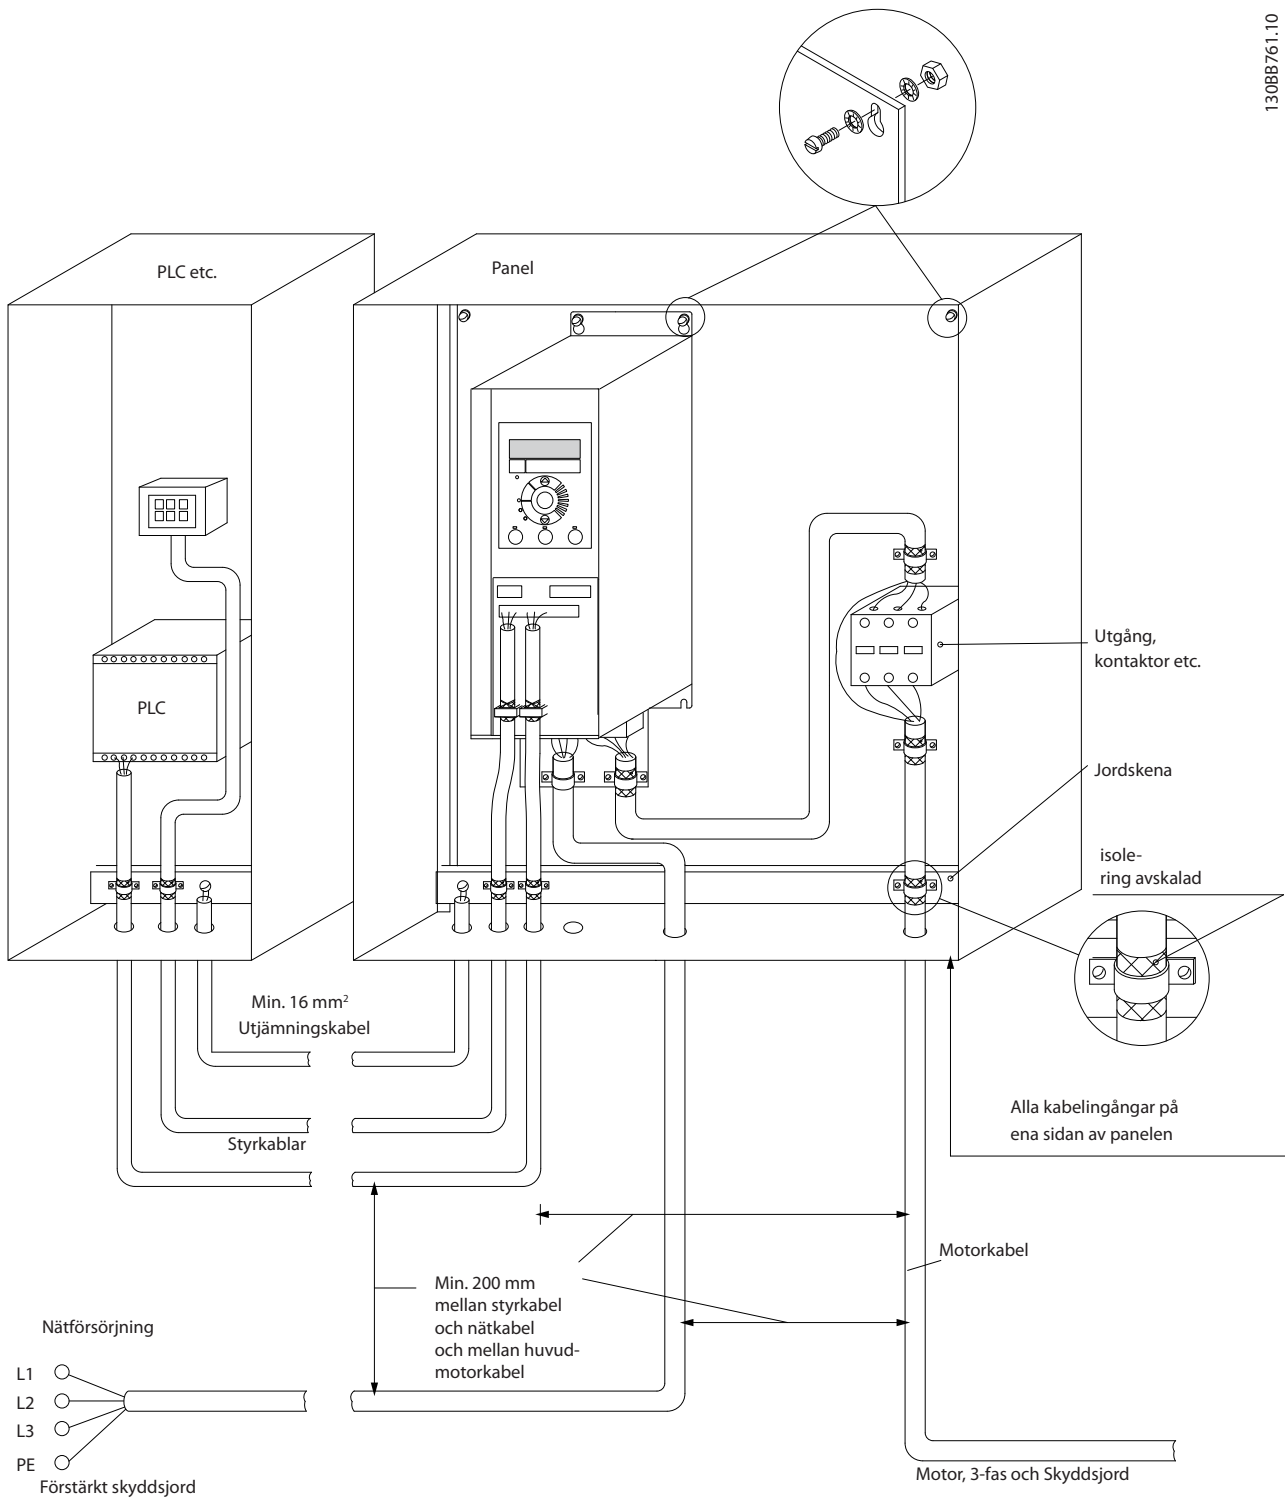 130BB761.10
PLC etc.
Panel
Utgång,
kontaktor etc.
PLC
Jordskena
isole-
ring avskalad
Min. 16 mm²
Utjämningskabel
Alla kabelingångar på
ena sidan av panelen
Styrkablar
Motorkabel
Min. 200 mm
mellan styrkabel
och nätkabel
och mellan huvud-
motorkabel
Nätförsörjning
L1
L2
L3
PE
Förstärkt skyddsjord
Motor, 3-fas och Skyddsjord